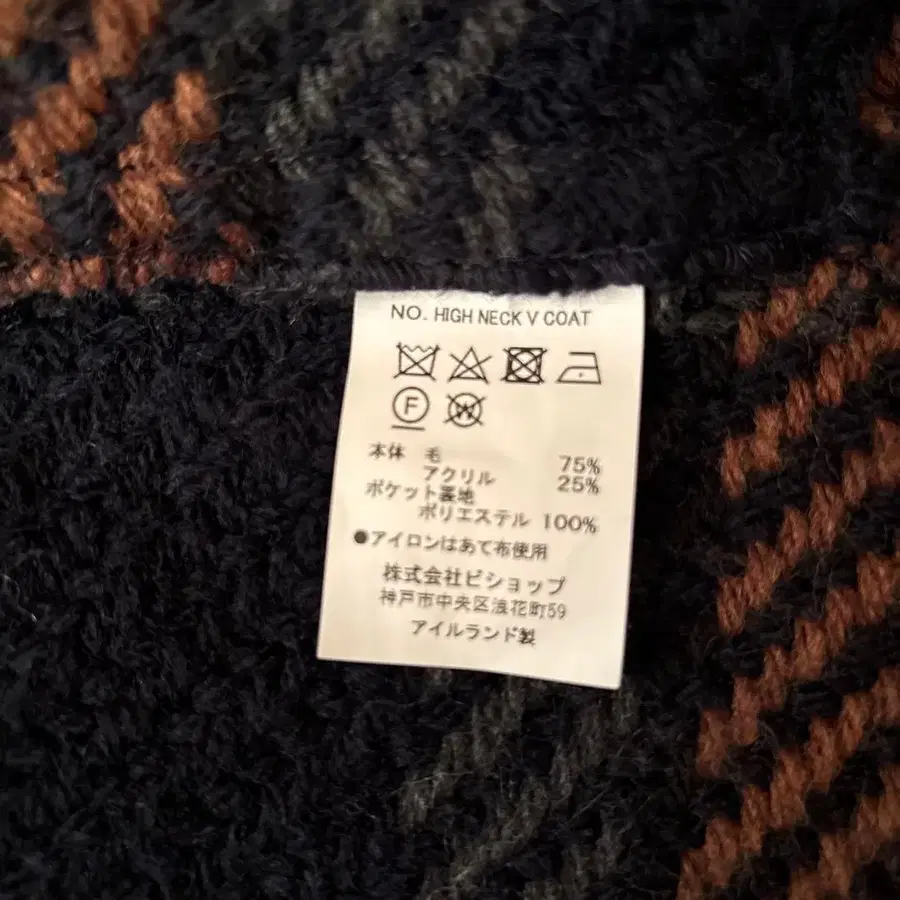 NO. HIGH NECK V COAT
F W
本体 毛 75%
アクリル 25%
ポケット裏地
ポリエステル 100%
●アイロンはあて布使用
株式会社ビショップ
神戸市中央区浪花町59
アイルランド製